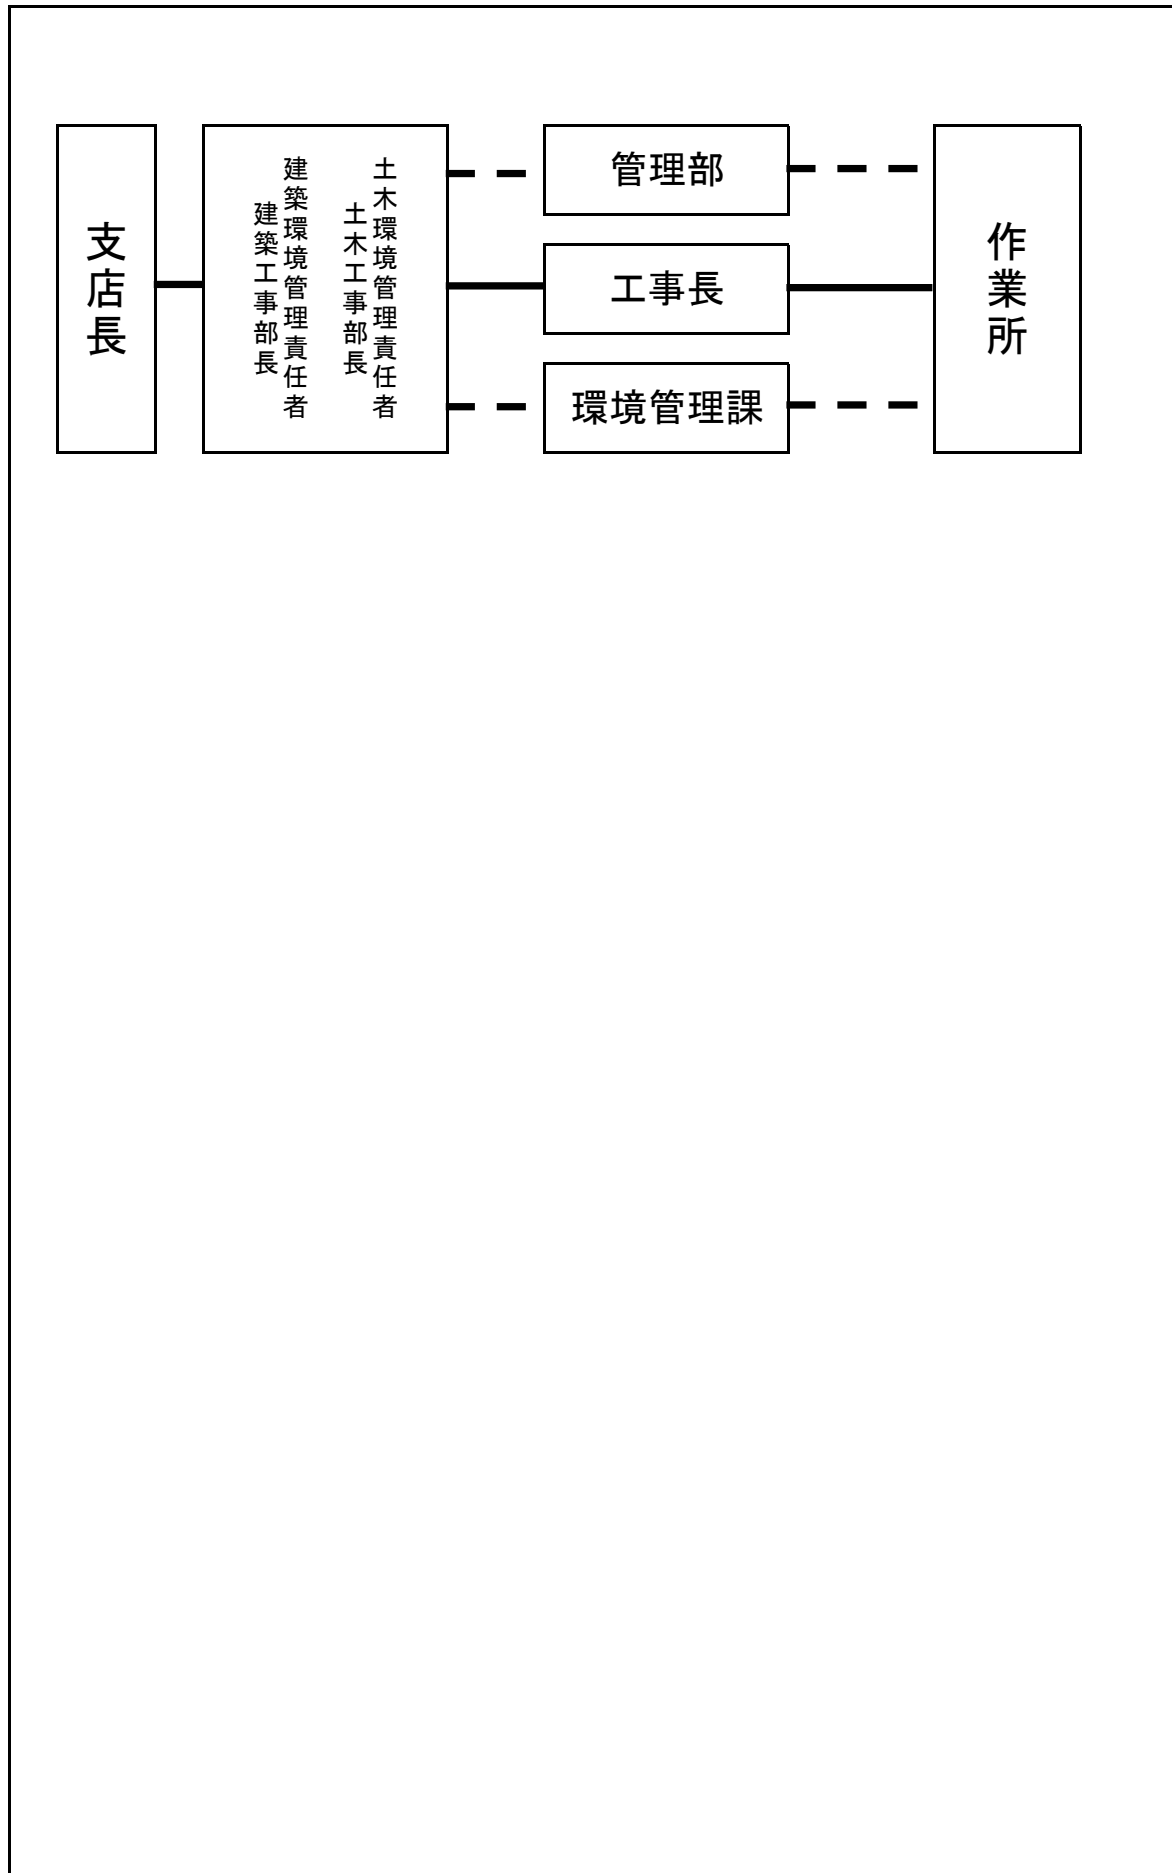 支店長
土木環境管理責任者
土木工事部長
建築環境管理責任者
建築工事部長
管理部
工事長
環境管理課
作業所